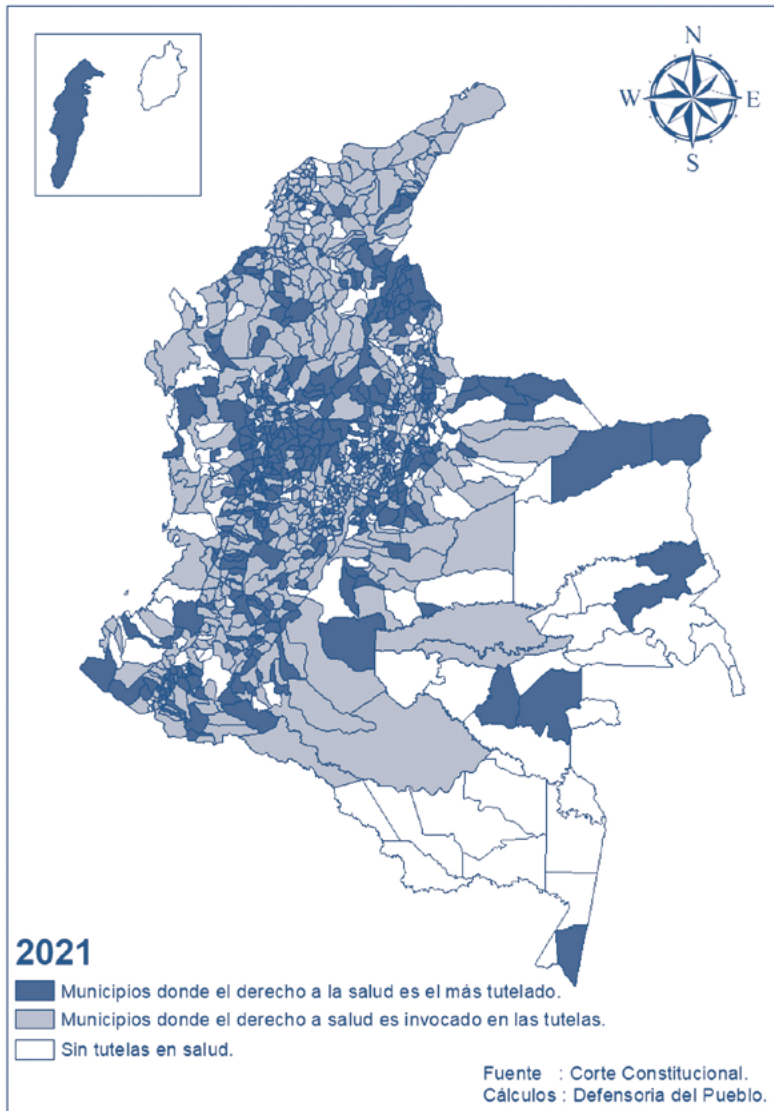 N
W E
S
2021
Municipios donde el derecho a la salud es el más tutelado.
Municipios donde el derecho a salud es invocado en las tutelas.
Sin tutelas en salud.
Fuente : Corte Constitucional.
Cálculos : Defensoria del Pueblo.